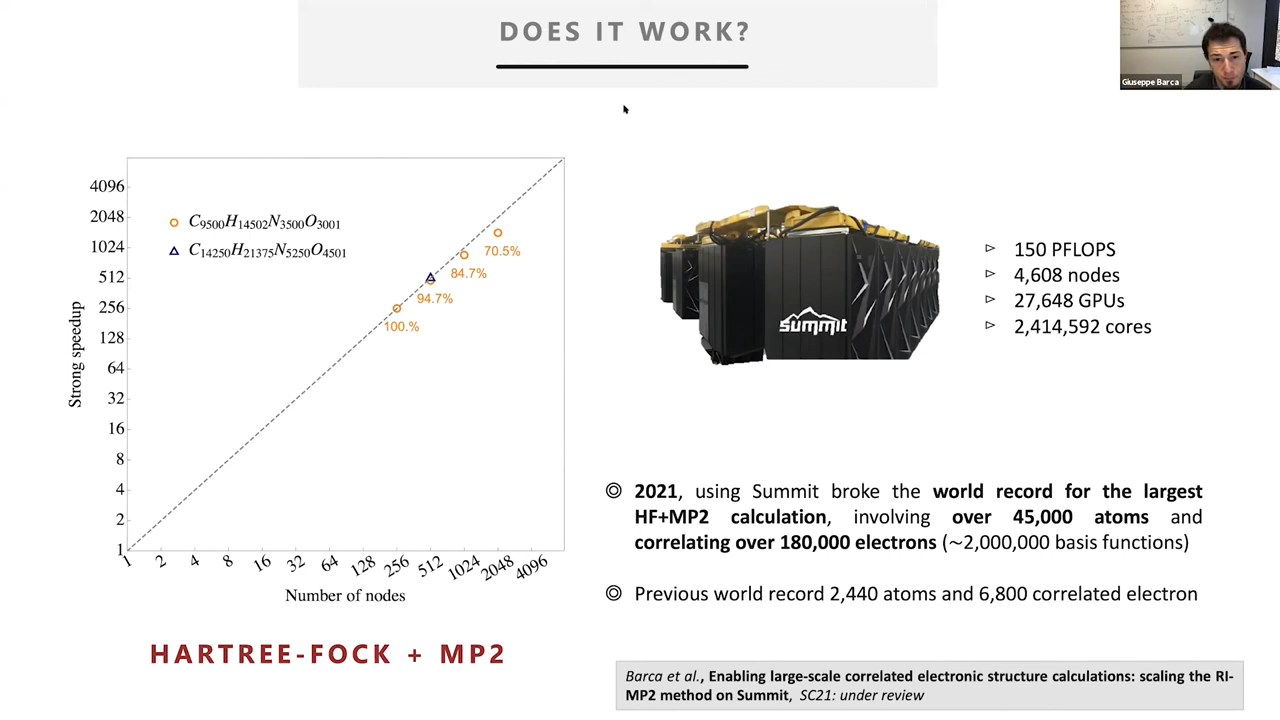 DOES IT WORK?
Giuseppe Barca
4096
2048
1024
512
256
128
64
32
16
8
4
2
1
Strong speedup
C9500H14502N3500O3001
C14250H21375N5250O4501
70.5%
84.7%
94.7%
100.%
1 2 4 8 16 32 64 128 256 512 1024 2048 4096
Number of nodes
HARTREE-FOCK + MP2
summit
150 PFLOPS
4,608 nodes
27,648 GPUs
2,414,592 cores
2021, using Summit broke the world record for the largest
HF+MP2 calculation, involving over 45,000 atoms and
correlating over 180,000 electrons (~2,000,000 basis functions)
Previous world record 2,440 atoms and 6,800 correlated electron
Barca et al., Enabling large-scale correlated electronic structure calculations: scaling the RI-
MP2 method on Summit, SC21: under review